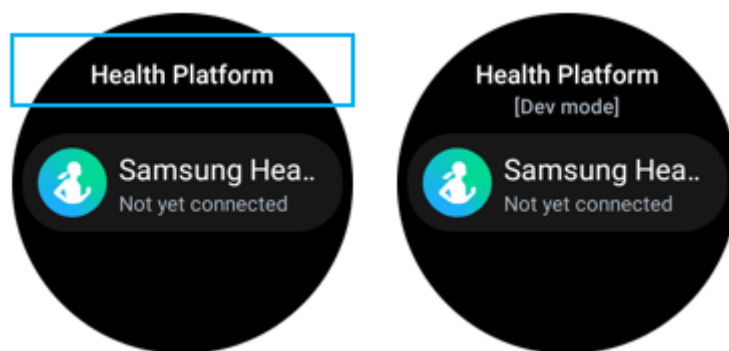 Health Platform
Samsung Hea..
Not yet connected
Health Platform
[Dev mode]
Samsung Hea..
Not yet connected